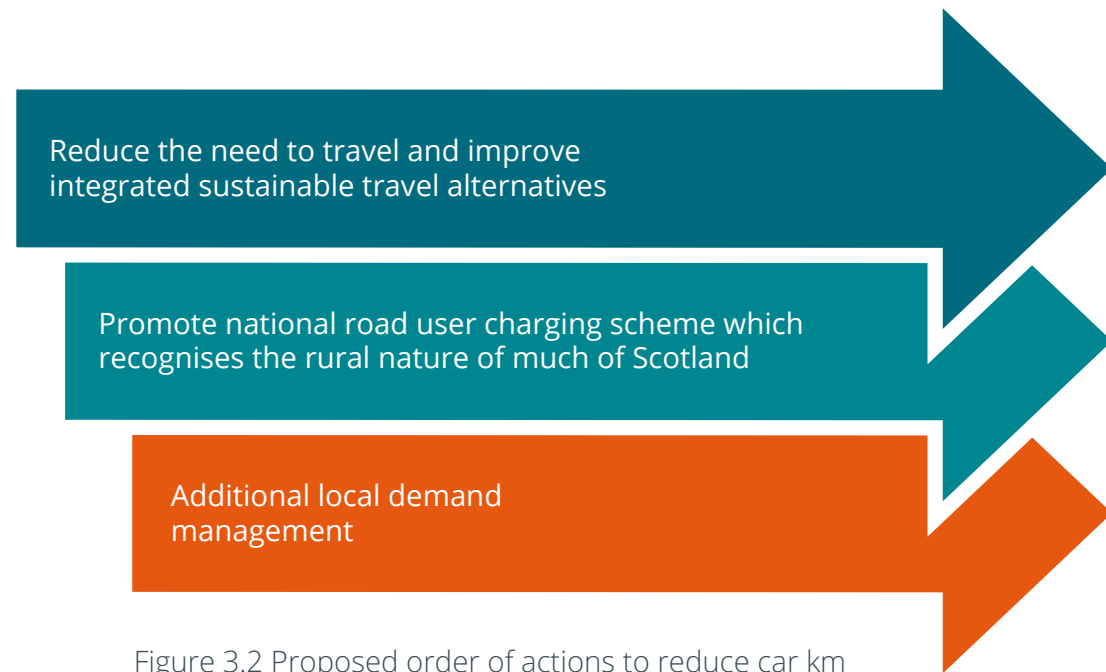 Reduce the need to travel and improve
integrated sustainable travel alternatives
Promote national road user charging scheme which
recognises the rural nature of much of Scotland
Additional local demand
management
Figure 3.2 Proposed order of actions to reduce car km